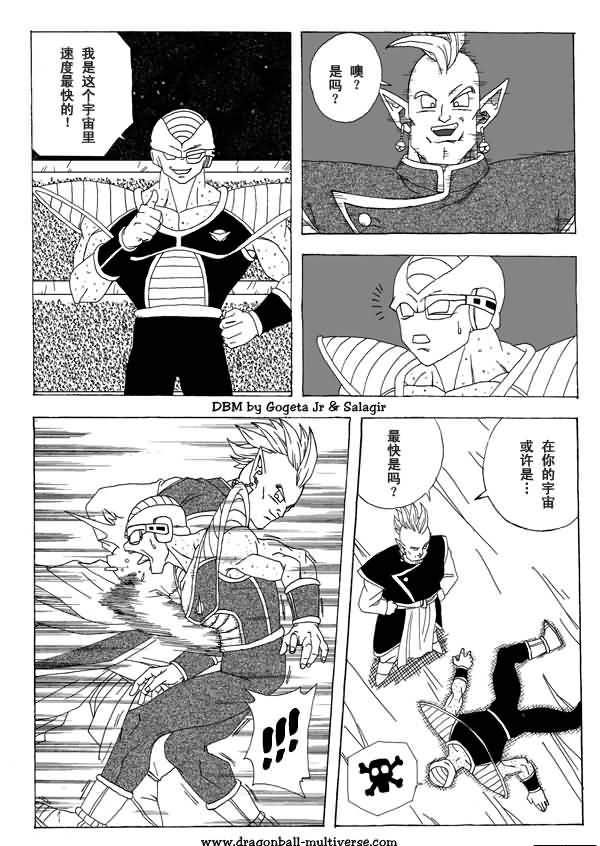 我是这个宇宙里
速度最快的！
噢？
是吗？
DBM by Gogeta Jr & Salagir
!!!
最快是吗？
在你的宇宙
或许是…
www.dragonball-multiverse.com